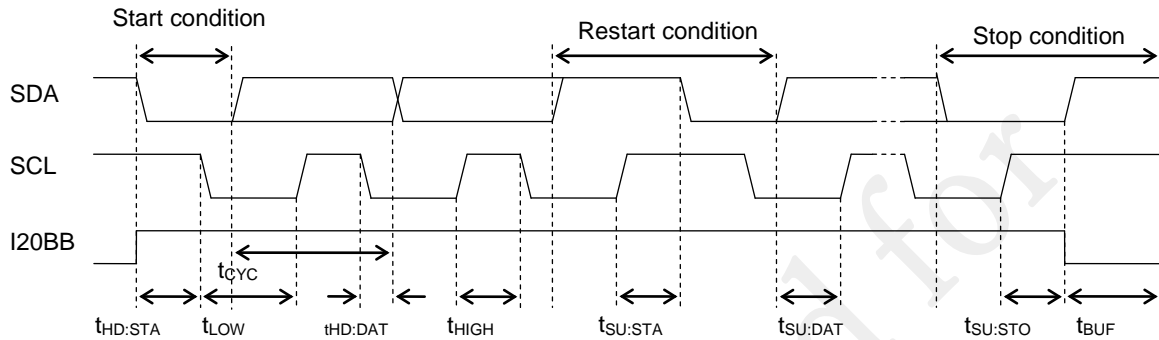 Start condition
Restart condition
Stop condition
SDA
SCL
I20BB
tCYC
tHD:STA
tLOW
tHD:DAT
tHIGH
tSU:STA
tSU:DAT
tSU:STO
tBUF
d for